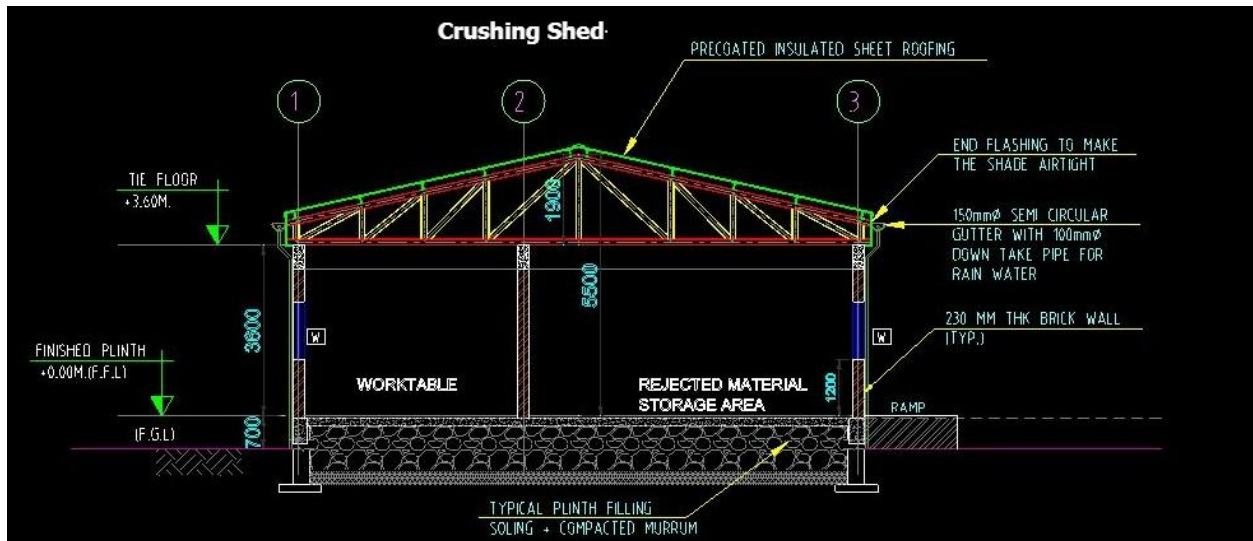 Crushing Shed
PRECOATED INSULATED SHEET ROOFING
1
2
3
END FLASHING TO MAKE
THE SHADE AIRTIGHT
TIE FLOOR
+3.60M.
1900
150mmØ SEMI CIRCULAR
GUTTER WITH 100mmØ
DOWN TAKE PIPE FOR
RAIN WATER
5500
3600
W
W
230 MM THK BRICK WALL
(TYP.)
FINISHED PLINTH
+0.00M.(F.F.L)
WORKTABLE
REJECTED MATERIAL
STORAGE AREA
1200
RAMP
(F.G.L)
700
TYPICAL PLINTH FILLING
SOLING + COMPACTED MURRUM